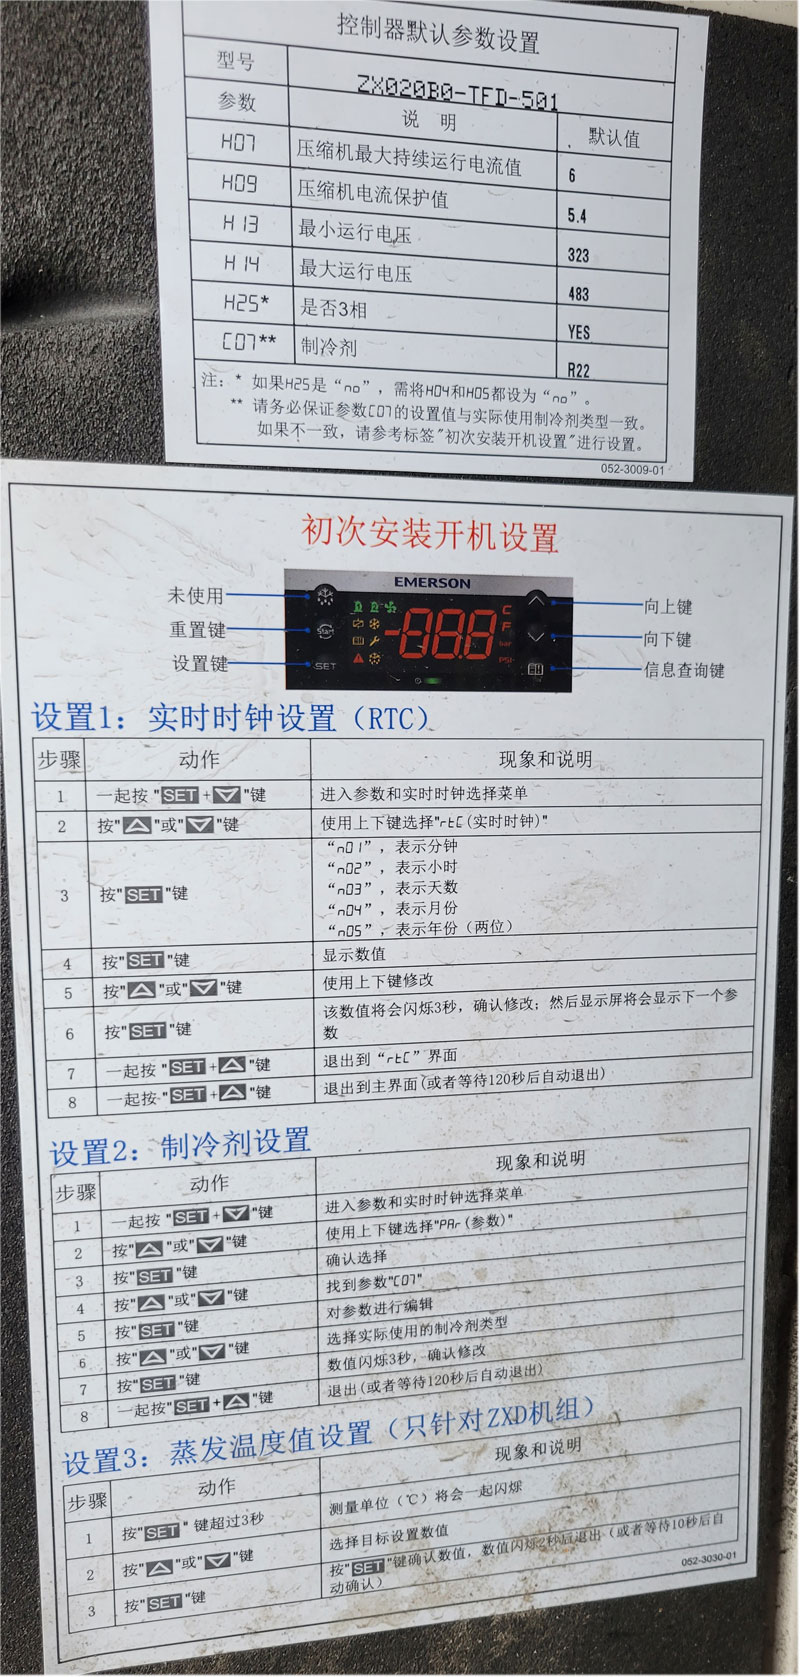 控制器默认参数设置
型号 ZX020B0-TFD-501
参数 说 明 默认值
H07 压缩机最大持续运行电流值 6
H09 压缩机电流保护值 5.4
H13 最小运行电压 323
H14 最大运行电压 483
H25* 是否3相 YES
C07** 制冷剂 R22
注：* 如果H25是“no”，需将H04和H05都设为“no”。
** 请务必保证参数C07的设置值与实际使用制冷剂类型一致。
如果不一致，请参考标签"初次安装开机设置"进行设置。
052-3009-01
初次安装开机设置
EMERSON
未使用
重置键
设置键
Start
SET
-88.8
C
F
bar
PSI
向上键
向下键
信息查询键
设置1：实时时钟设置（RTC）
步骤 动作 现象和说明
1 一起按 "SET+▽"键 进入参数和实时时钟选择菜单
2 按"△"或"▽"键 使用上下键选择"rtC(实时时钟)"
3 按"SET"键 “n01”，表示分钟
“n02”，表示小时
“n03”，表示天数
“n04”，表示月份
“n05”，表示年份（两位）
4 按"SET"键 显示数值
5 按"△"或"▽"键 使用上下键修改
6 按"SET"键 该数值将会闪烁3秒，确认修改；然后显示屏将会显示下一个参
数
7 一起按 "SET+△"键 退出到“rtC”界面
8 一起按 "SET+△"键 退出到主界面(或者等待120秒后自动退出)
设置2：制冷剂设置
步骤 动作 现象和说明
1 一起按 "SET+▽"键 进入参数和实时时钟选择菜单
2 按"△"或"▽"键 使用上下键选择"PAr(参数)"
3 按"SET"键 确认选择
4 按"△"或"▽"键 找到参数"C07"
5 按"SET"键 对参数进行编辑
6 按"△"或"▽"键 选择实际使用的制冷剂类型
7 按"SET"键 数值闪烁3秒，确认修改
8 一起按"SET+△"键 退出(或者等待120秒后自动退出)
设置3：蒸发温度值设置（只针对ZXD机组）
步骤 动作 现象和说明
1 按"SET" 键超过3秒 测量单位（℃）将会一起闪烁
2 按"△"或"▽"键 选择目标设置数值
3 按"SET"键 按"SET"键确认数值，数值闪烁2秒后退出（或者等待10秒后自
动确认）
052-3030-01